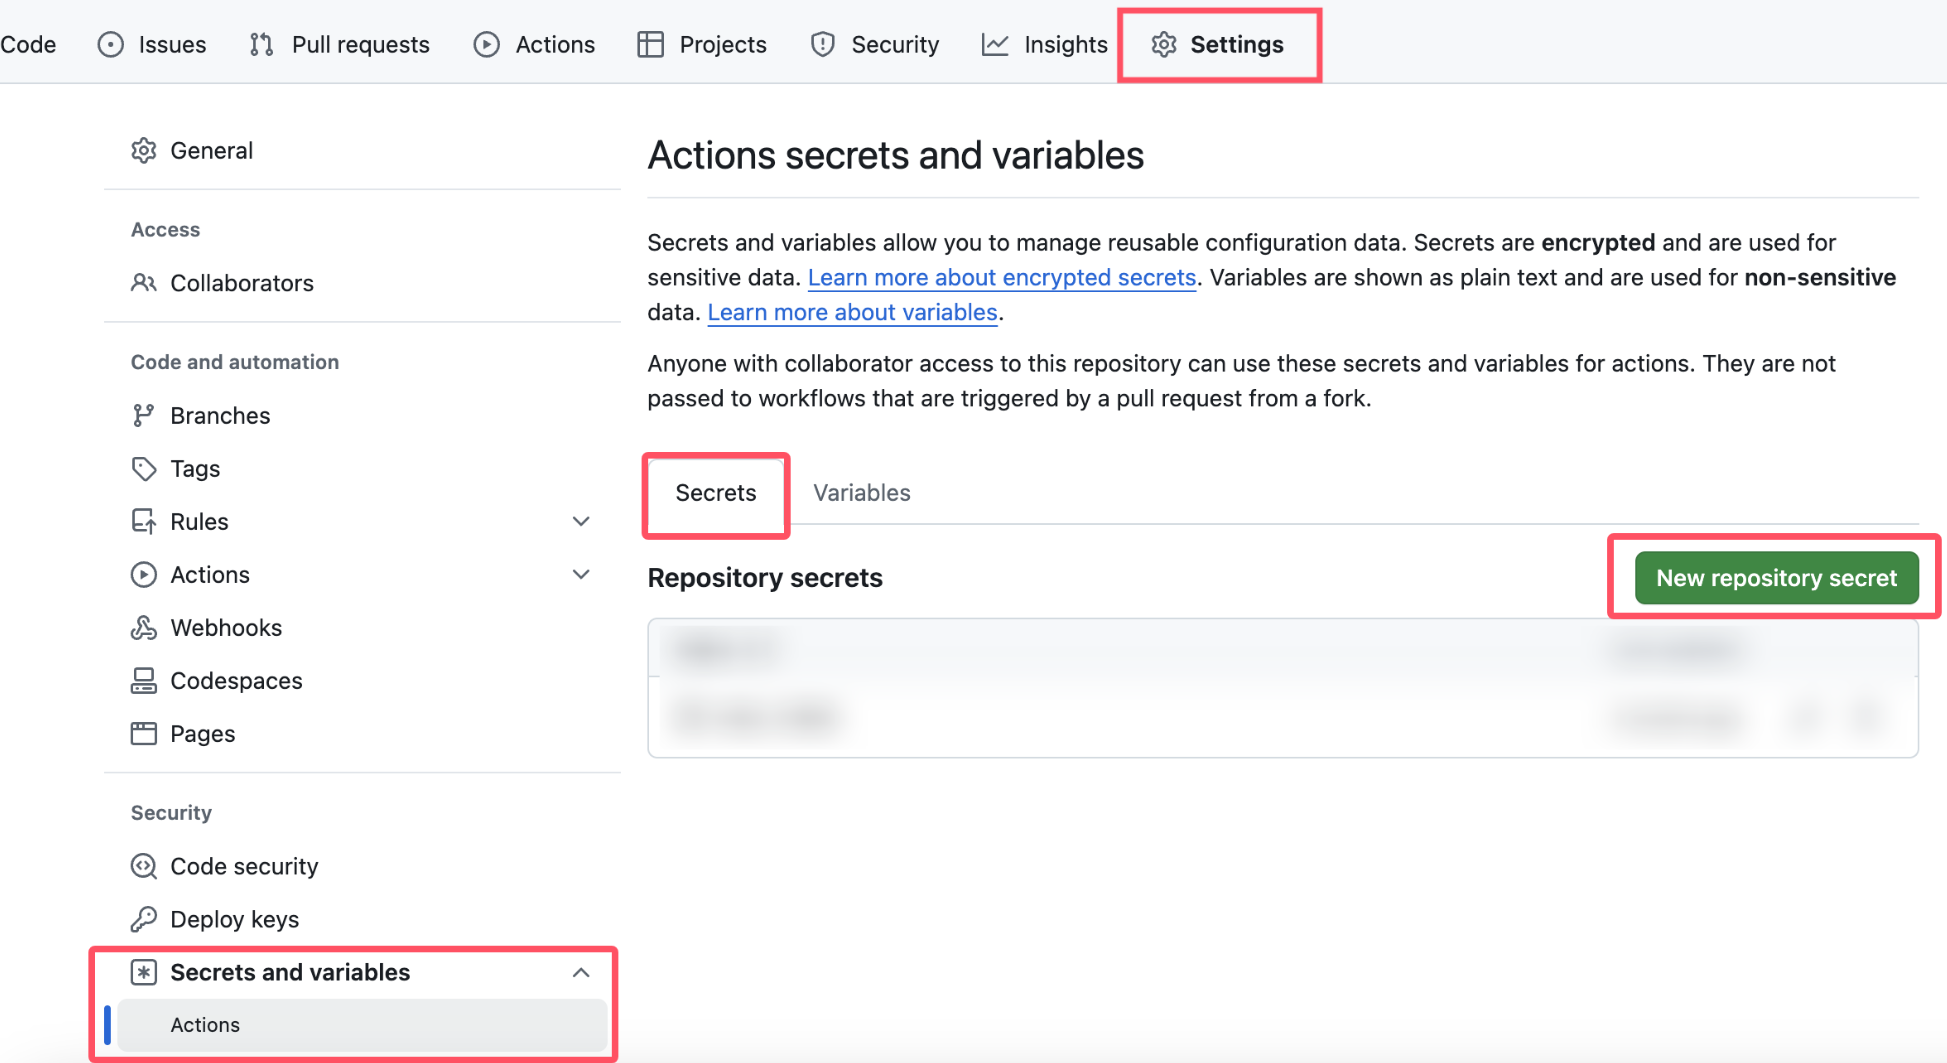 Code Issues Pull requests Actions Projects Security Insights Settings
General
Access
Collaborators
Code and automation
Branches
Tags
Rules
Actions
Webhooks
Codespaces
Pages
Security
Code security
Deploy keys
Secrets and variables
Actions
Actions secrets and variables
Secrets and variables allow you to manage reusable configuration data. Secrets are encrypted and are used for
sensitive data. Learn more about encrypted secrets. Variables are shown as plain text and are used for non-sensitive
data. Learn more about variables.
Anyone with collaborator access to this repository can use these secrets and variables for actions. They are not
passed to workflows that are triggered by a pull request from a fork.
Secrets Variables
Repository secrets New repository secret